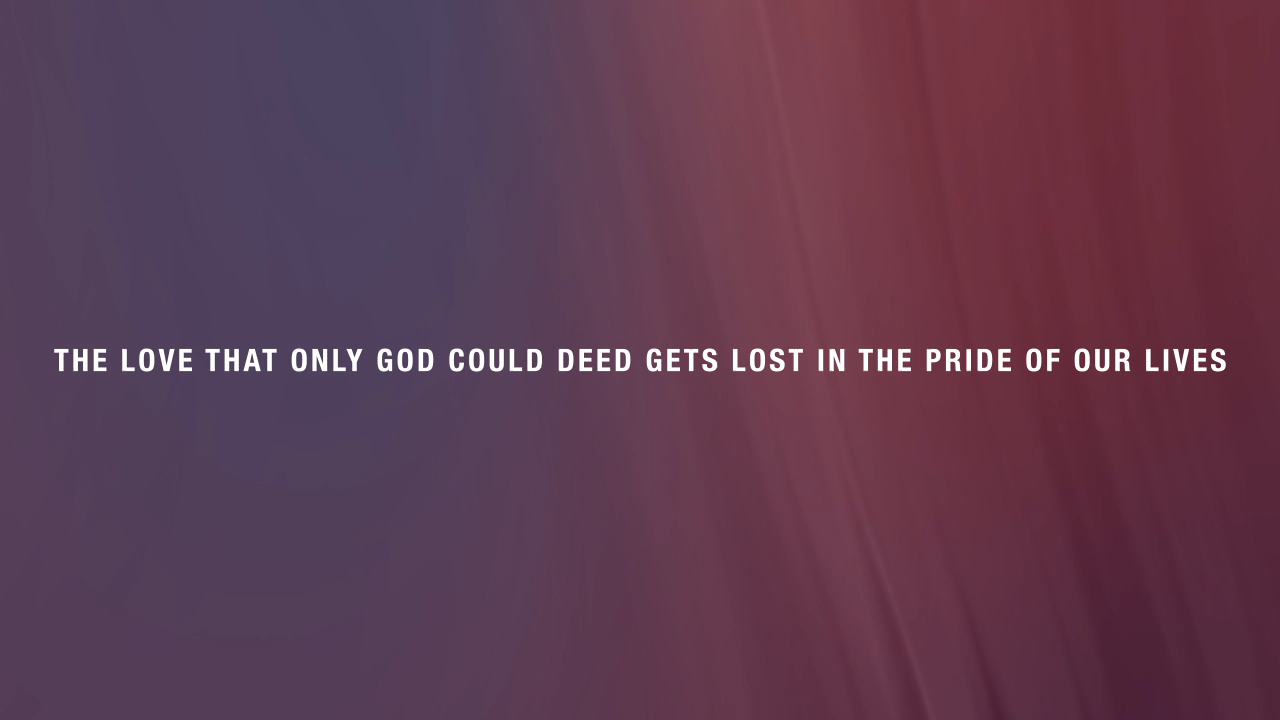 THE LOVE THAT ONLY GOD COULD DEED GETS LOST IN THE PRIDE OF OUR LIVES